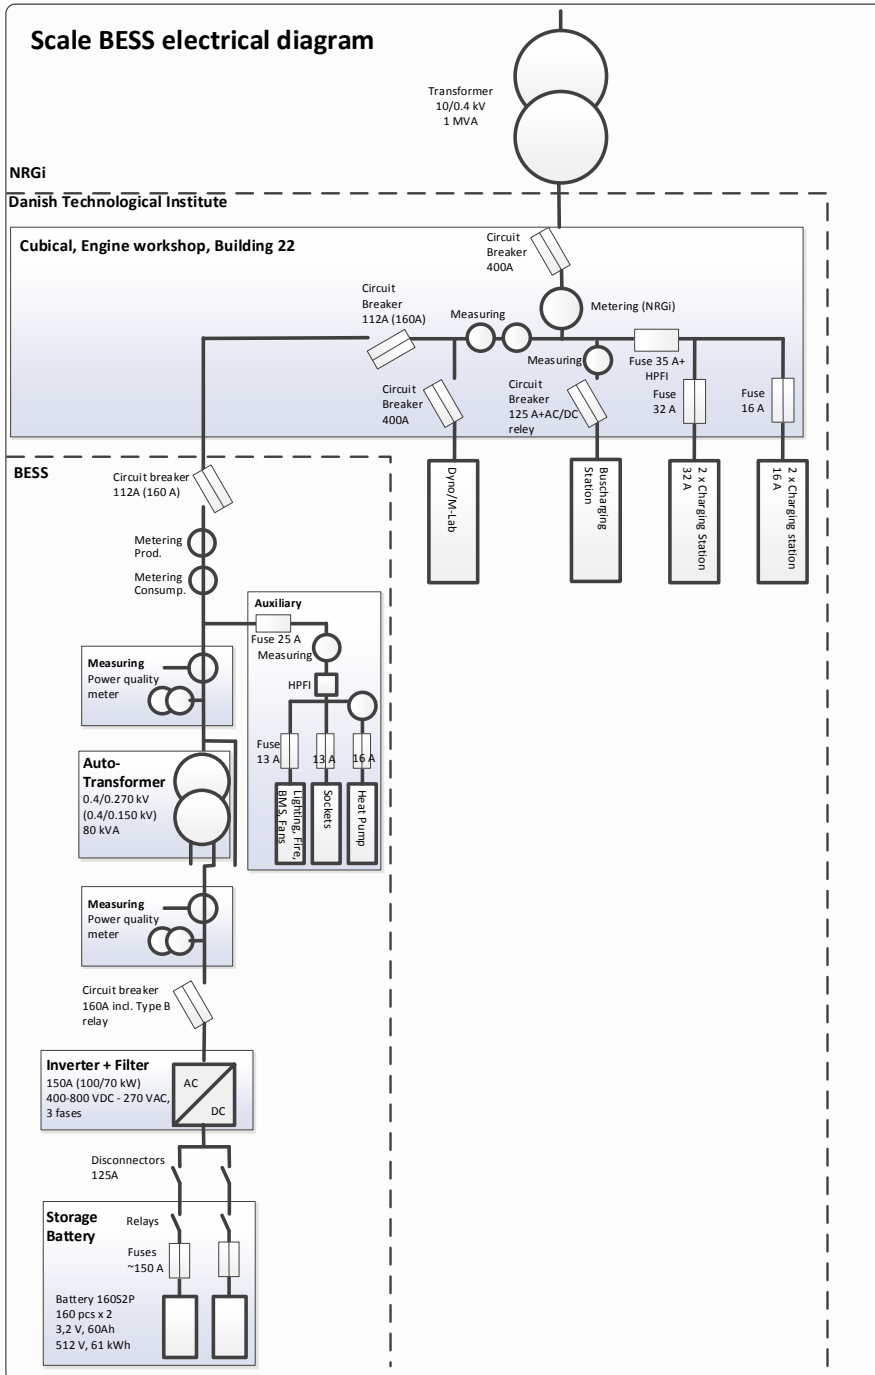 Scale BESS electrical diagram
Transformer
10/0.4 kV
1 MVA
NRGi
Danish Technological Institute
Cubical, Engine workshop, Building 22
Circuit
Breaker
400A
Metering (NRGi)
Circuit
Breaker
112A (160A)
Measuring
Measuring
Fuse 35 A+
HPFI
Circuit
Breaker
400A
Circuit
Breaker
125 A+AC/DC
reley
Fuse
32 A
Fuse
16 A
Dyno/M-Lab
Buscharging
Station
2 x Charging Station
32 A
2 x Charging station
16 A
BESS
Circuit breaker
112A (160 A)
Metering
Prod.
Metering
Consump.
Auxiliary
Fuse 25 A
Measuring
HPFI
Fuse
13 A
13 A
16 A
Lighting, Fire,
BMS, Fans
Sockets
Heat Pump
Measuring
Power quality
meter
Auto-
Transformer
0.4/0.270 kV
(0.4/0.150 kV)
80 kVA
Measuring
Power quality
meter
Circuit breaker
160A incl. Type B
relay
Inverter + Filter
150A (100/70 kW)
400-800 VDC - 270 VAC,
3 fases
AC
DC
Disconnectors
125A
Storage
Battery
Relays
Fuses
~150 A
Battery 160S2P
160 pcs x 2
3,2 V, 60Ah
512 V, 61 kWh